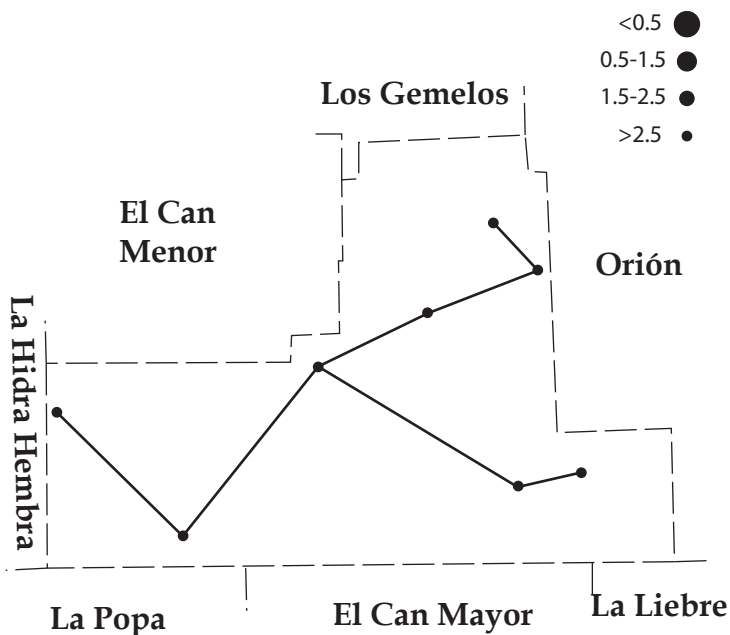 <0.5
0.5-1.5
1.5-2.5
>2.5
Los Gemelos
El Can
Menor
Orión
La Hidra Hembra
La Popa
El Can Mayor
La Liebre